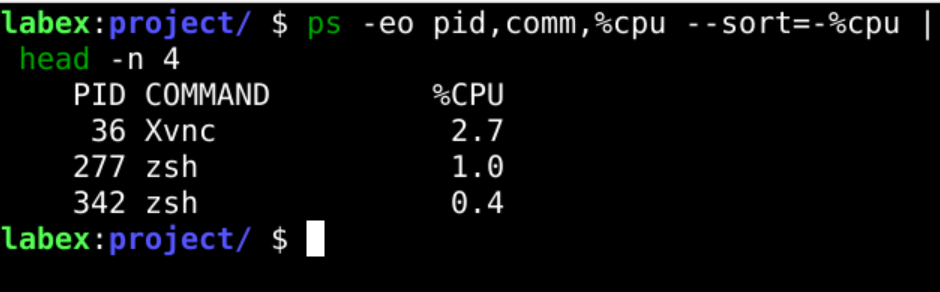 labex:project/ $ ps -eo pid,comm,%cpu --sort=-%cpu |
 head -n 4
    PID COMMAND         %CPU
     36 Xvnc             2.7
    277 zsh              1.0
    342 zsh              0.4
labex:project/ $